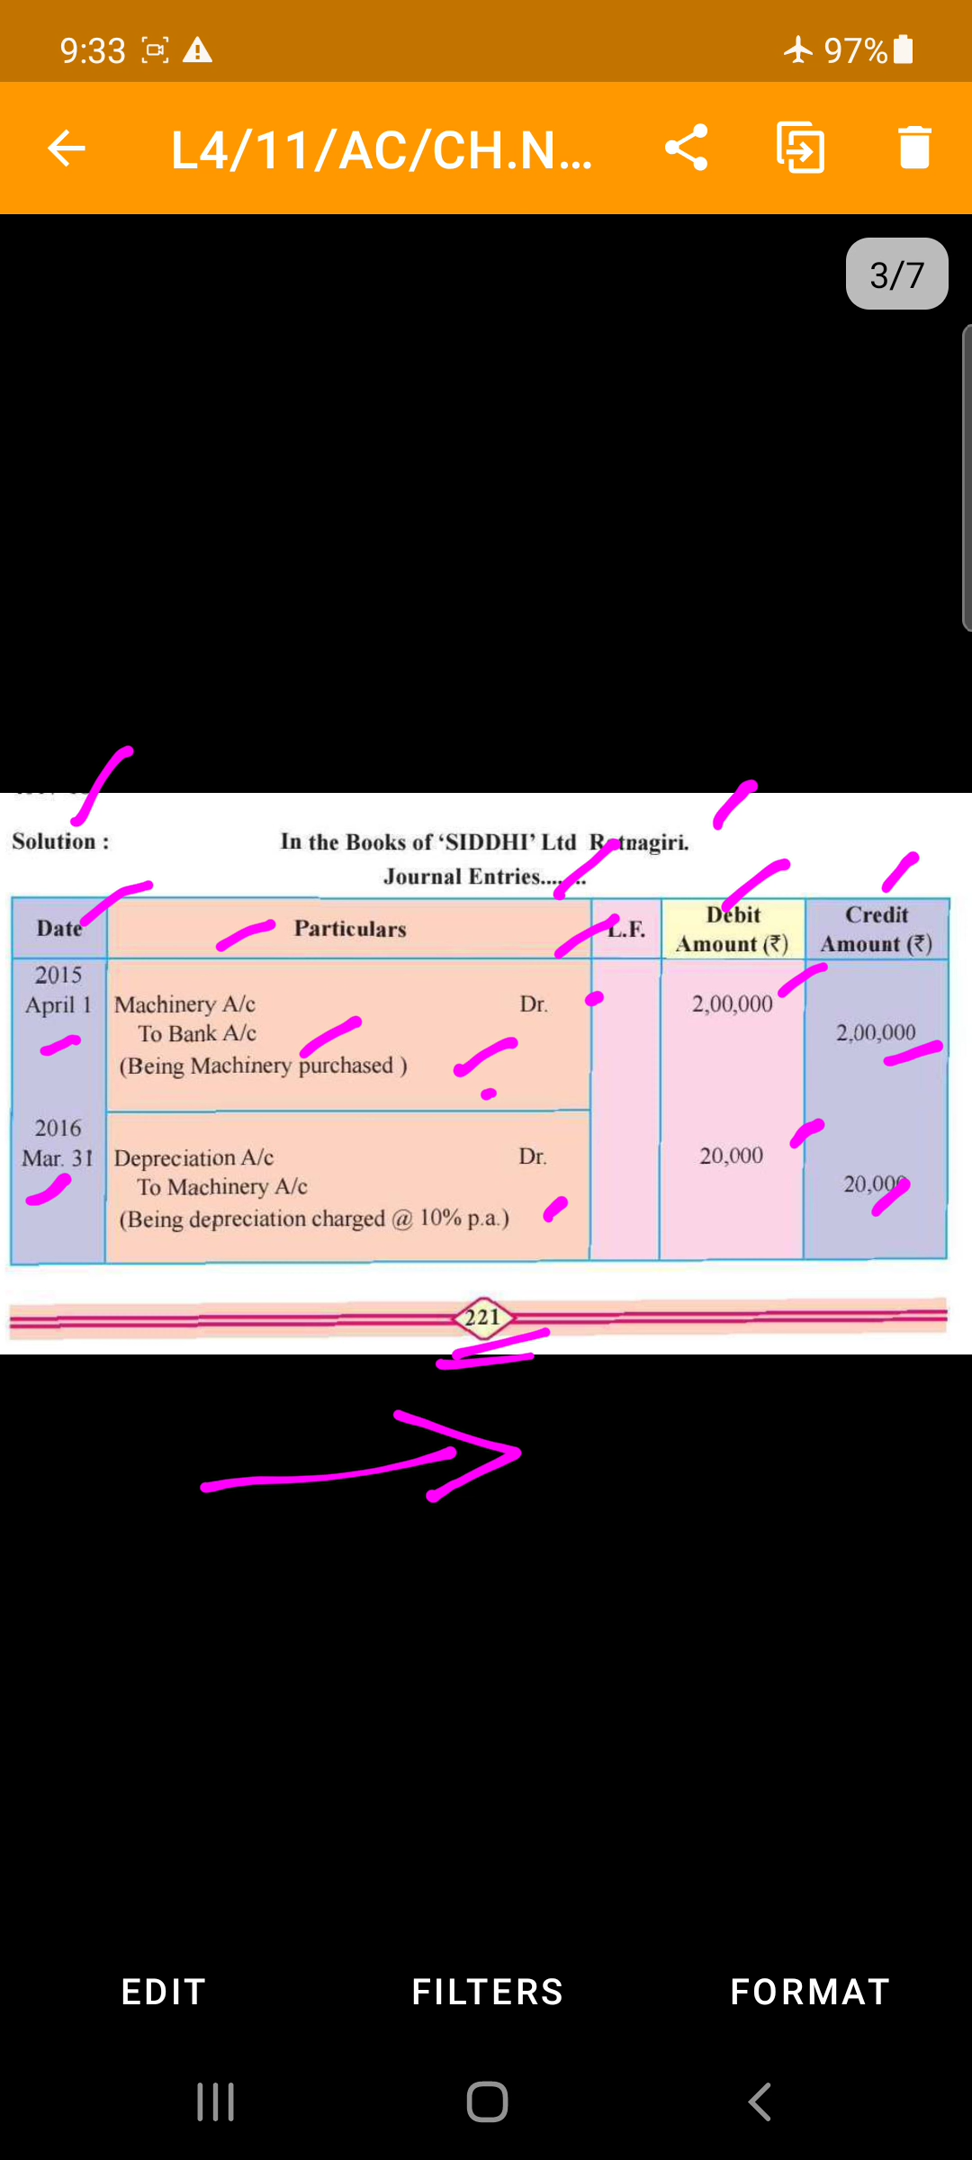 9:33 97%
L4/11/AC/CH.N...
3/7
Solution : In the Books of ‘SIDDHI’ Ltd Ratnagiri.
Journal Entries........
Date Particulars L.F. Debit Amount (₹) Credit Amount (₹)
2015
April 1 Machinery A/c Dr. 2,00,000
To Bank A/c 2,00,000
(Being Machinery purchased )
2016
Mar. 31 Depreciation A/c Dr. 20,000
To Machinery A/c 20,000
(Being depreciation charged @ 10% p.a.)
221
EDIT FILTERS FORMAT